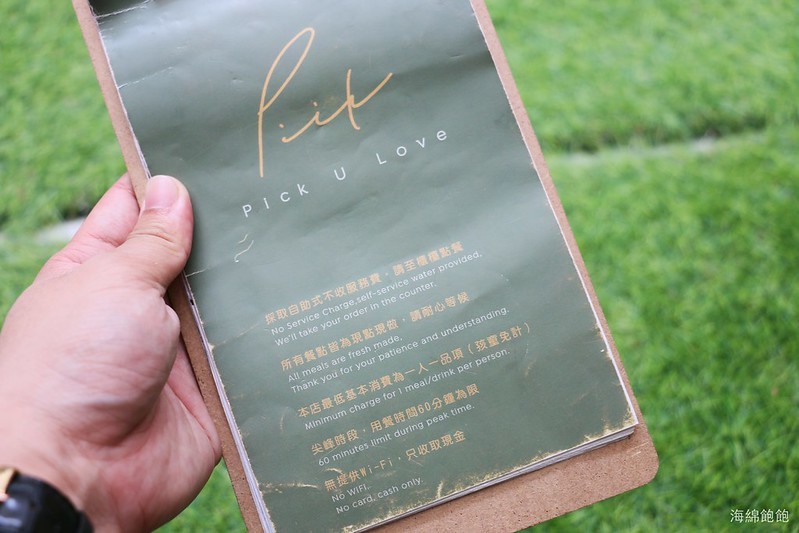 Piik
Pick U Love
採取自助式不收服務費，請至櫃檯點餐
No Service Charge,self-service water provided,
We'll take your order in the counter.
所有餐點皆為現點現做，請耐心等候
All meals are fresh made,
Thank you for your patience and understanding.
本店最低基本消費為一人一品項（孩童免計）
Minimum charge for 1 meal/drink per person.
尖峰時段，用餐時間60分鐘為限
60 minutes limit during peak time.
無提供Wi-Fi，只收取現金
No WIFI,
No card, cash only.
海綿飽飽